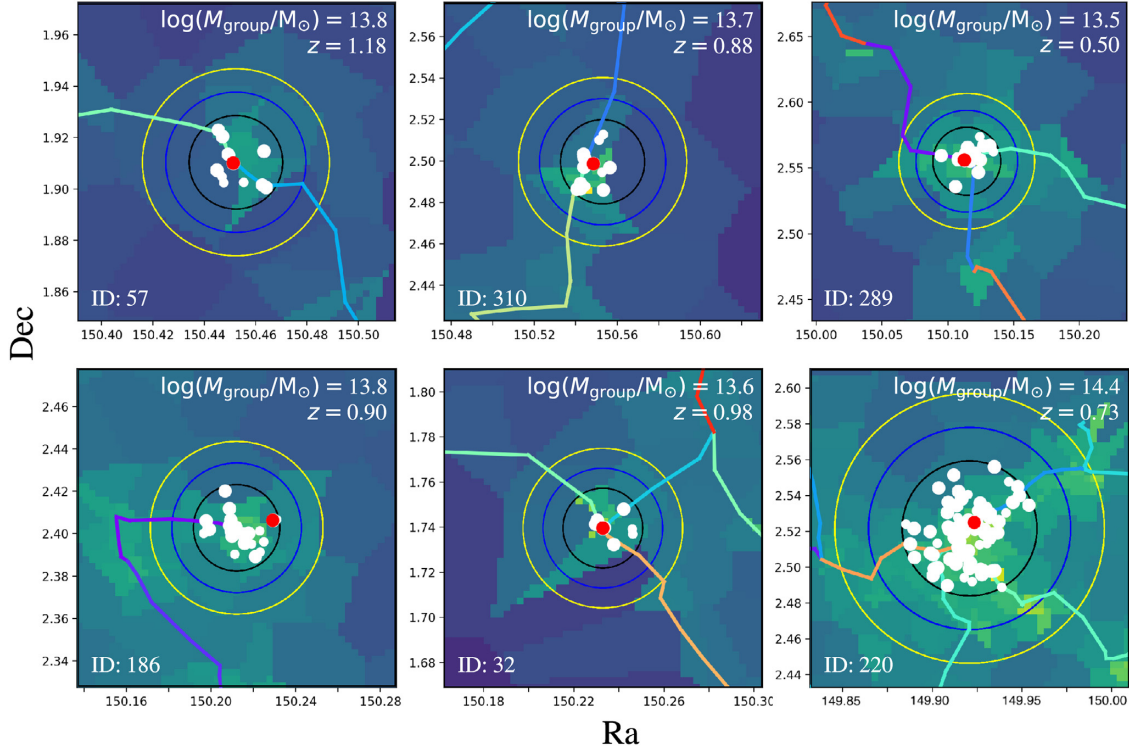 log(M_group/M_⊙) = 13.8
z = 1.18
1.96
1.94
1.92
1.90
1.88
1.86
ID: 57
150.40 150.42 150.44 150.46 150.48 150.50
log(M_group/M_⊙) = 13.7
z = 0.88
2.56
2.54
2.52
2.50
2.48
2.46
2.44
ID: 310
150.48 150.52 150.56 150.60
log(M_group/M_⊙) = 13.5
z = 0.50
2.65
2.60
2.55
2.50
2.45
ID: 289
150.00 150.05 150.10 150.15 150.20
Dec
log(M_group/M_⊙) = 13.8
z = 0.90
2.46
2.44
2.42
2.40
2.38
2.36
2.34
ID: 186
150.16 150.20 150.24 150.28
log(M_group/M_⊙) = 13.6
z = 0.98
1.80
1.78
1.76
1.74
1.72
1.70
1.68
ID: 32
150.18 150.20 150.22 150.24 150.26 150.28 150.30
log(M_group/M_⊙) = 14.4
z = 0.73
2.60
2.58
2.56
2.54
2.52
2.50
2.48
2.46
2.44
ID: 220
149.85 149.90 149.95 150.00
Ra